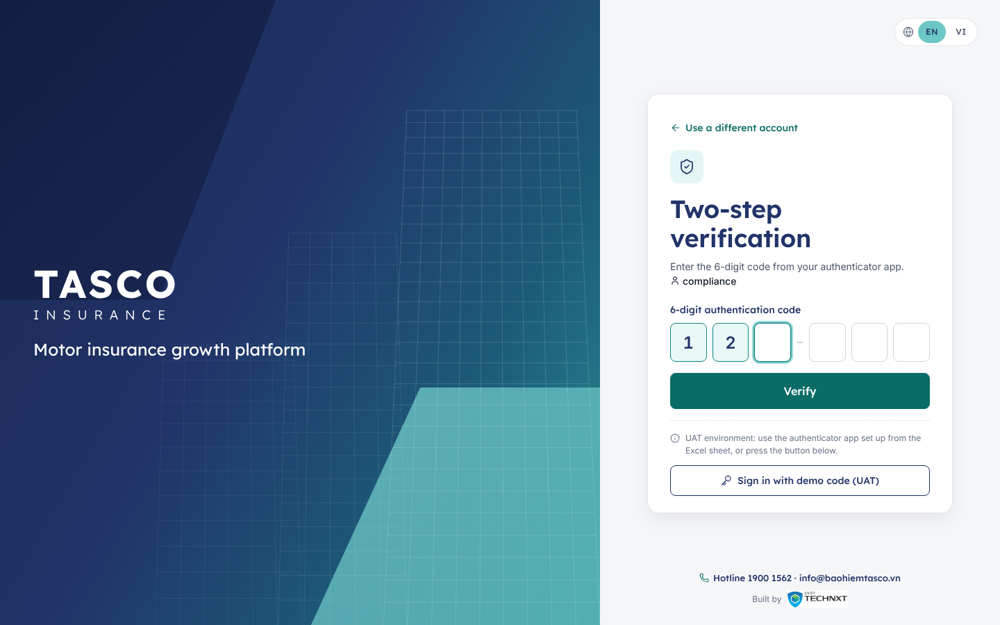 EN VI
TASCO
INSURANCE
Motor insurance growth platform
Use a different account
Two-step
verification
Enter the 6-digit code from your authenticator app.
compliance
6-digit authentication code
1 2 –
Verify
UAT environment: use the authenticator app set up from the
Excel sheet, or press the button below.
Sign in with demo code (UAT)
Hotline 1900 1562 · info@baohiemtasco.vn
Built by TECHNXT